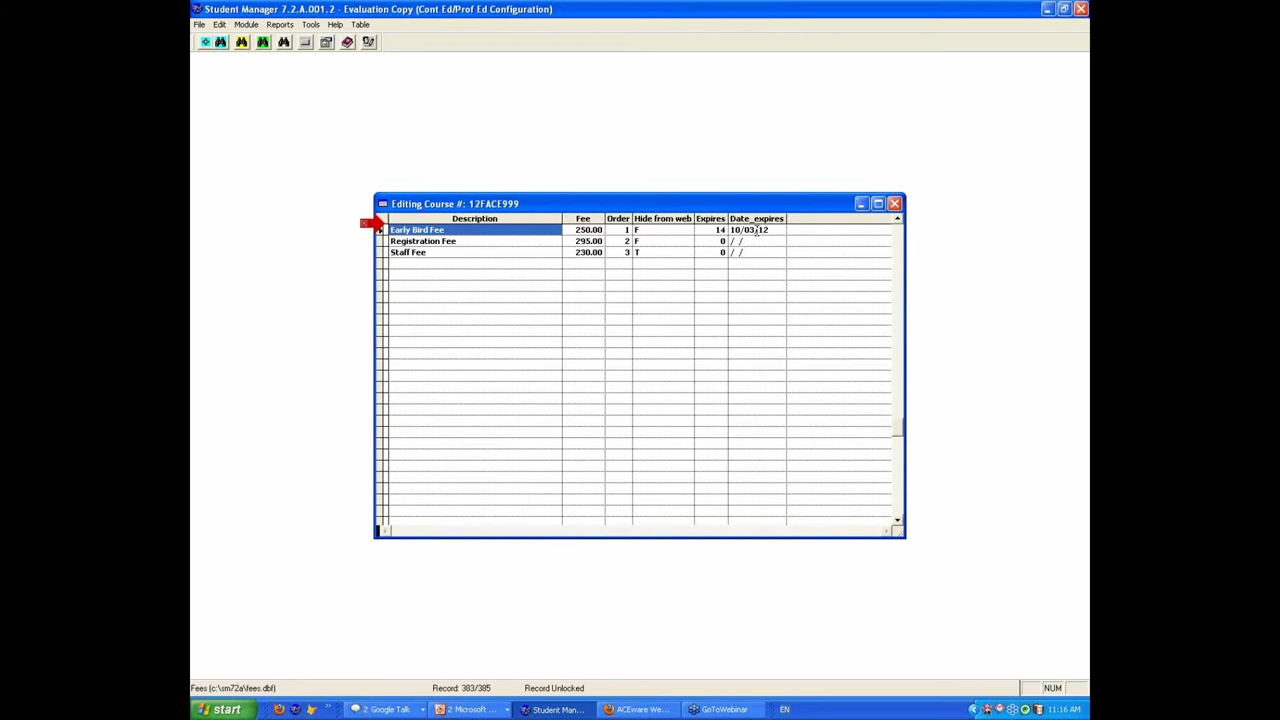 Student Manager 7.2.A.001.2 - Evaluation Copy (Cont Ed/Prof Ed Configuration)
File Edit Module Reports Tools Help Table
Editing Course #: 12FACE999
Description Fee Order Hide from web Expires Date_expires
Early Bird Fee 250.00 1 F 14 10/03/12
Registration Fee 295.00 2 F 0 / /
Staff Fee 230.00 3 T 0 / /
Fees (c:\sm72a\fees.dbf) Record: 383/385 Record Unlocked NUM
start 2 Google Talk 2 Microsoft ... Student Man... ACEware We... GoToWebinar EN 11:16 AM